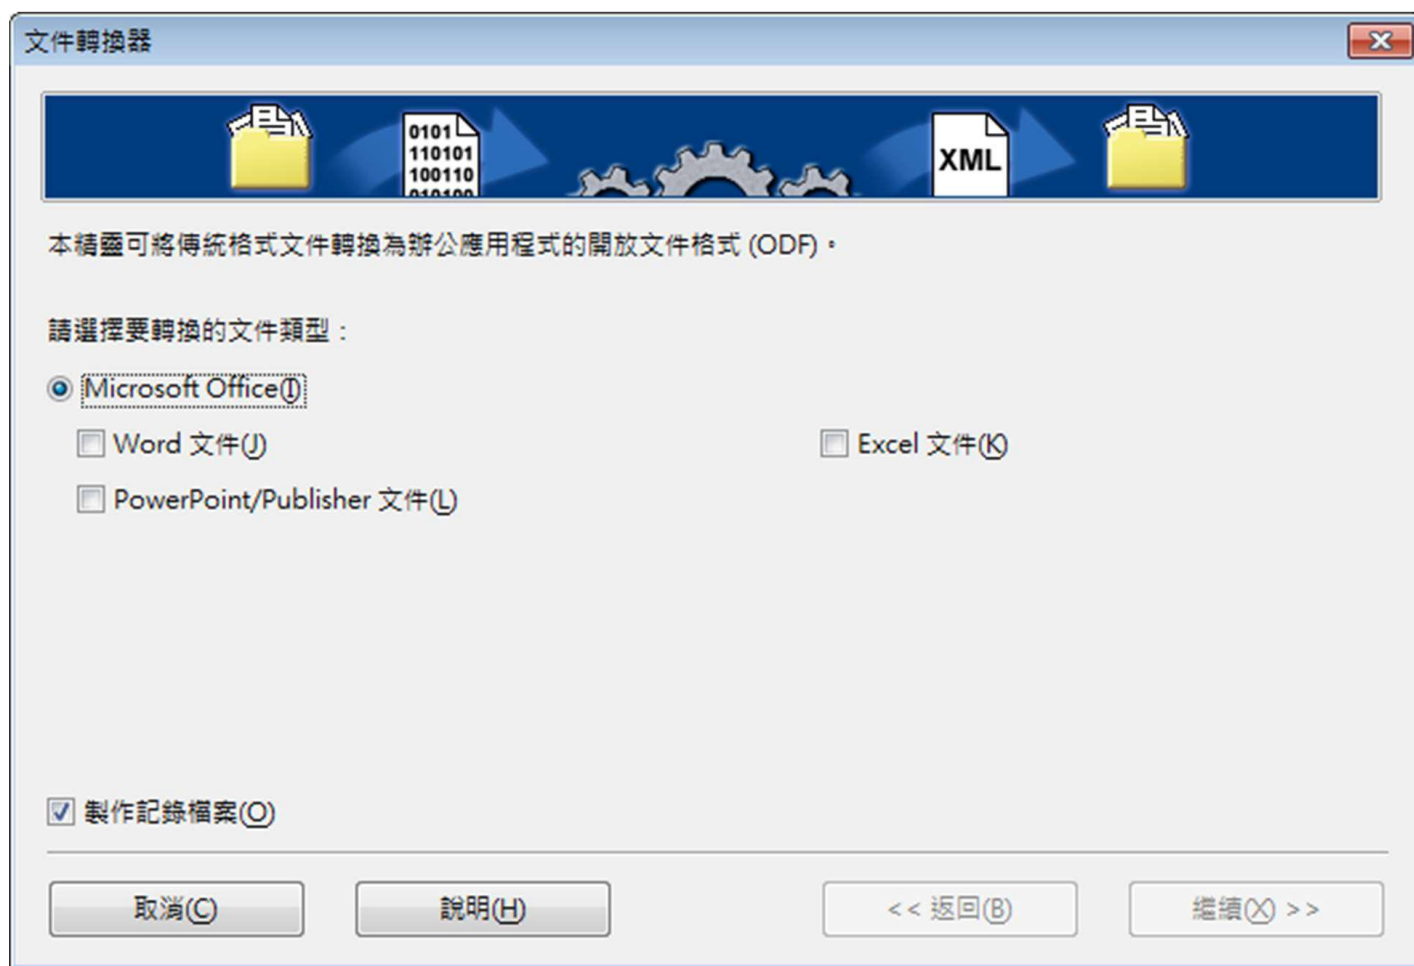 文件轉換器
0101
110101
100110
010100
XML
本精靈可將傳統格式文件轉換為辦公應用程式的開放文件格式 (ODF)。
請選擇要轉換的文件類型：
Microsoft Office(I)
Word 文件(J)
Excel 文件(K)
PowerPoint/Publisher 文件(L)
製作記錄檔案(O)
取消(C)
說明(H)
<< 返回(B)
繼續(X) >>